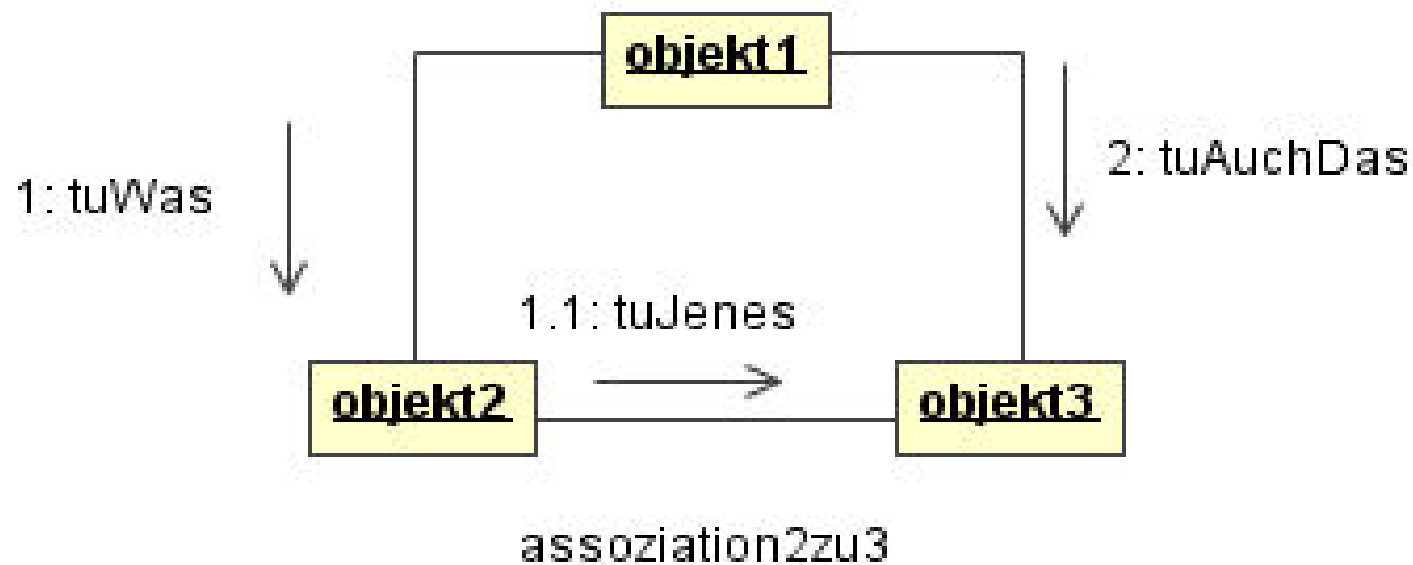 objekt1
2: tuAuchDas
1: tuWas
1.1: tuJenes
objekt2
objekt3
assoziation2zu3